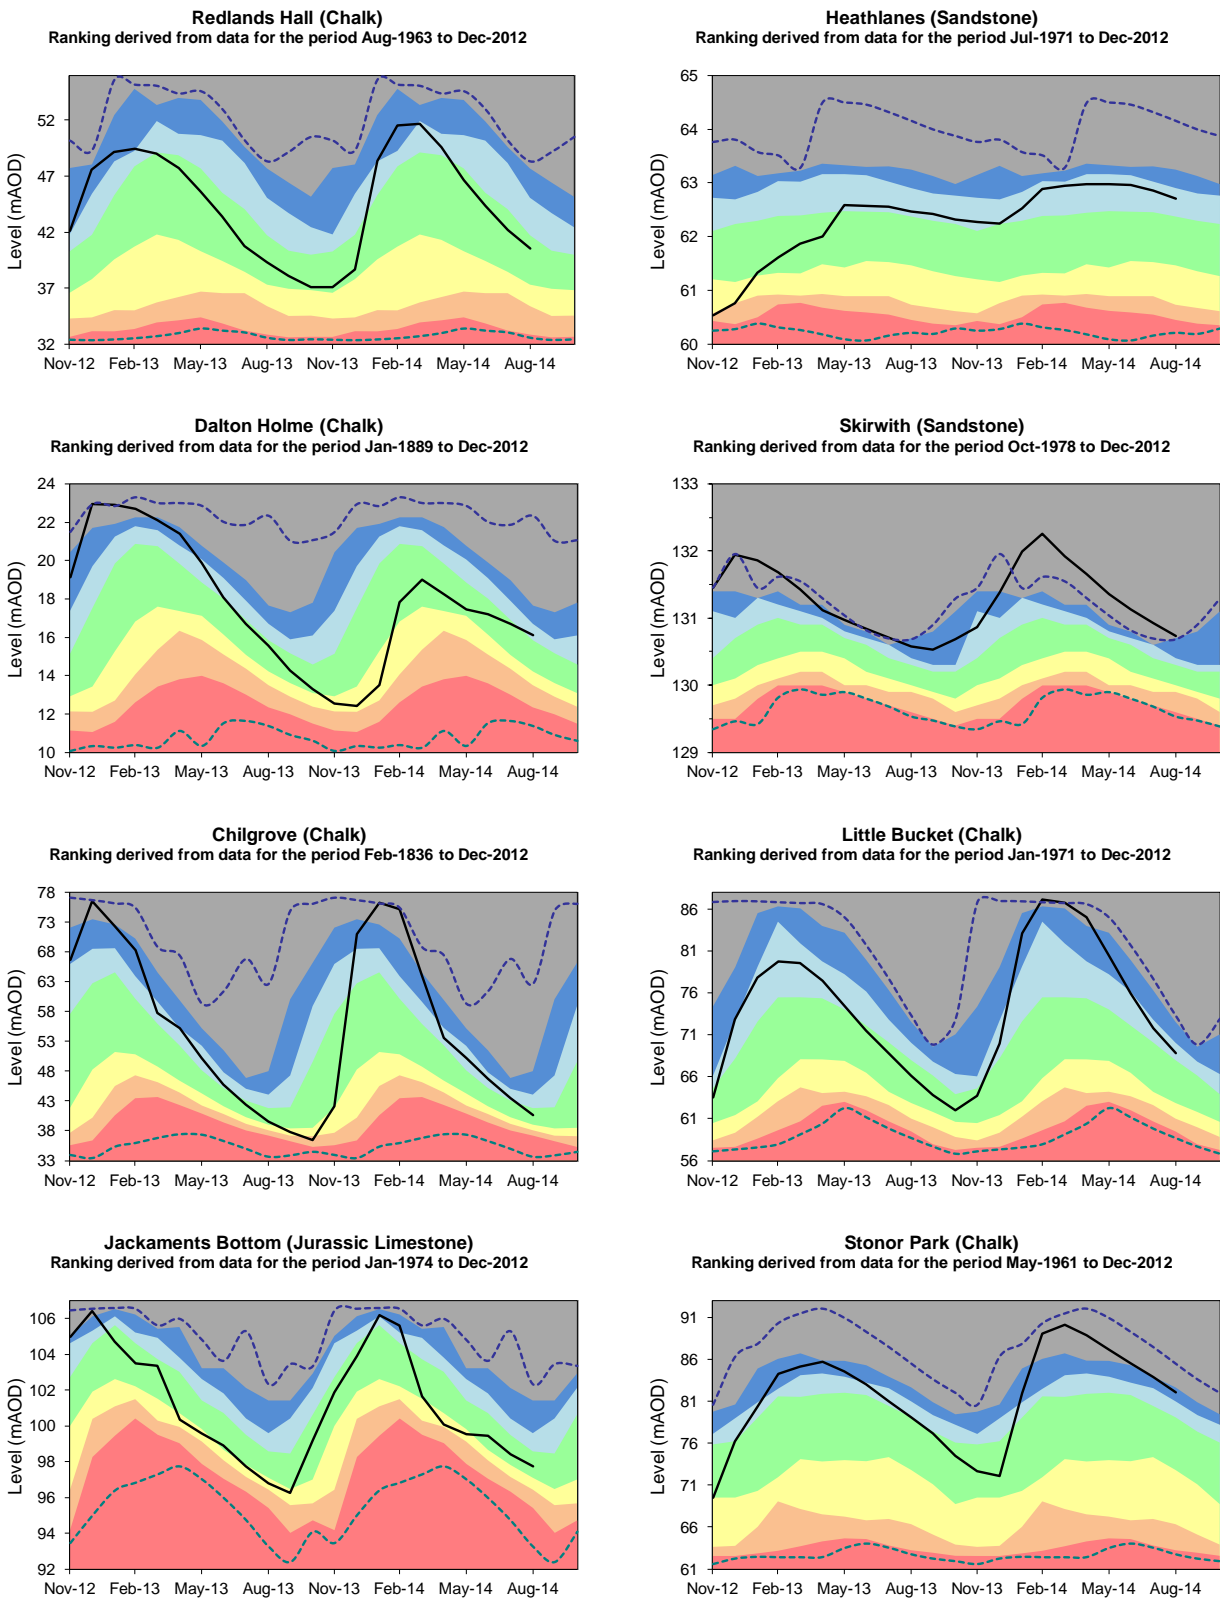 Redlands Hall (Chalk)
Ranking derived from data for the period Aug-1963 to Dec-2012
Level (mAOD)
52
47
42
37
32
Nov-12 Feb-13 May-13 Aug-13 Nov-13 Feb-14 May-14 Aug-14
Heathlanes (Sandstone)
Ranking derived from data for the period Jul-1971 to Dec-2012
Level (mAOD)
65
64
63
62
61
60
Nov-12 Feb-13 May-13 Aug-13 Nov-13 Feb-14 May-14 Aug-14
Dalton Holme (Chalk)
Ranking derived from data for the period Jan-1889 to Dec-2012
Level (mAOD)
24
22
20
18
16
14
12
10
Nov-12 Feb-13 May-13 Aug-13 Nov-13 Feb-14 May-14 Aug-14
Skirwith (Sandstone)
Ranking derived from data for the period Oct-1978 to Dec-2012
Level (mAOD)
133
132
131
130
129
Nov-12 Feb-13 May-13 Aug-13 Nov-13 Feb-14 May-14 Aug-14
Chilgrove (Chalk)
Ranking derived from data for the period Feb-1836 to Dec-2012
Level (mAOD)
78
73
68
63
58
53
48
43
38
33
Nov-12 Feb-13 May-13 Aug-13 Nov-13 Feb-14 May-14 Aug-14
Little Bucket (Chalk)
Ranking derived from data for the period Jan-1971 to Dec-2012
Level (mAOD)
86
81
76
71
66
61
56
Nov-12 Feb-13 May-13 Aug-13 Nov-13 Feb-14 May-14 Aug-14
Jackaments Bottom (Jurassic Limestone)
Ranking derived from data for the period Jan-1974 to Dec-2012
Level (mAOD)
106
104
102
100
98
96
94
92
Nov-12 Feb-13 May-13 Aug-13 Nov-13 Feb-14 May-14 Aug-14
Stonor Park (Chalk)
Ranking derived from data for the period May-1961 to Dec-2012
Level (mAOD)
91
86
81
76
71
66
61
Nov-12 Feb-13 May-13 Aug-13 Nov-13 Feb-14 May-14 Aug-14